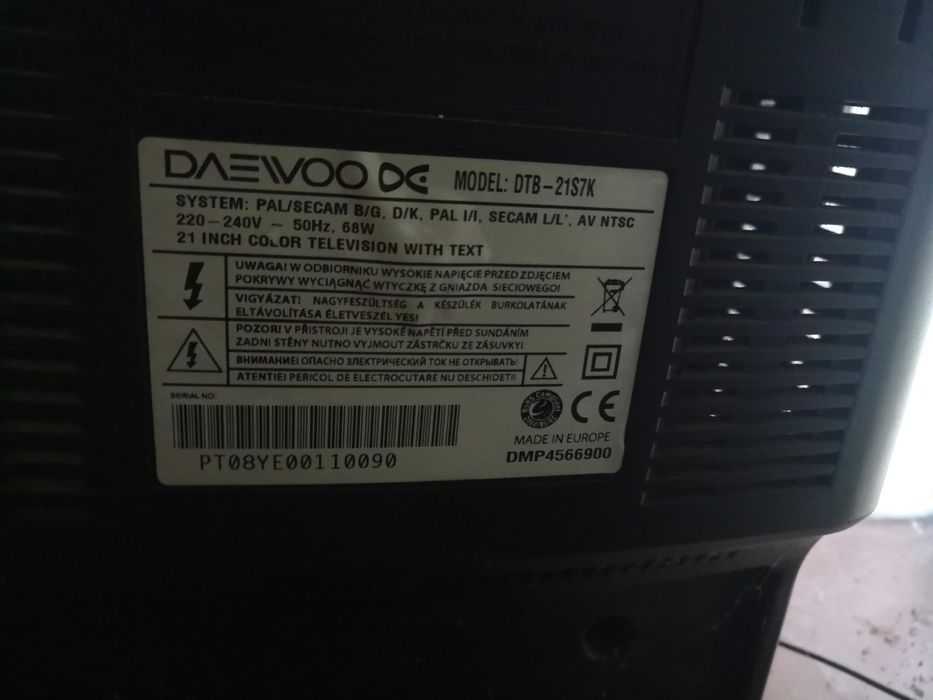 DAEWOO MODEL: DTB-21S7K
SYSTEM: PAL/SECAM B/G, D/K, PAL I/I, SECAM L/L', AV NTSC
220-240V ~ 50Hz, 68W
21 INCH COLOR TELEVISION WITH TEXT
UWAGA! W ODBIORNIKU WYSOKIE NAPIĘCIE PRZED ZDJĘCIEM
POKRYWY WYCIĄGNĄĆ WTYCZKĘ Z GNIAZDA SIECIOWEGO!
VIGYÁZAT! NAGYFESZÜLTSÉG A KÉSZÜLÉK BURKOLATÁNAK
ELTÁVOLÍTÁSA ÉLETVESZÉLYES!
POZOR! V PŘISTROJI JE VYSOKÉ NAPĚTÍ PŘED SUNDÁNÍM
ZADNI STĚNY NUTNO VYJMOUT ZÁSTRČKU ZE ZÁSUVKY!
ВНИМАНИЕ! ОПАСНО ЭЛЕКТРИЧЕСКИЙ ТОК НЕ ОТКРЫВАТЬ!
ATENTIE! PERICOL DE ELECTROCUTARE NU DESCHIDETI!
SERIAL NO:
PT08YE00110090
CE
MADE IN EUROPE
DMP4566900